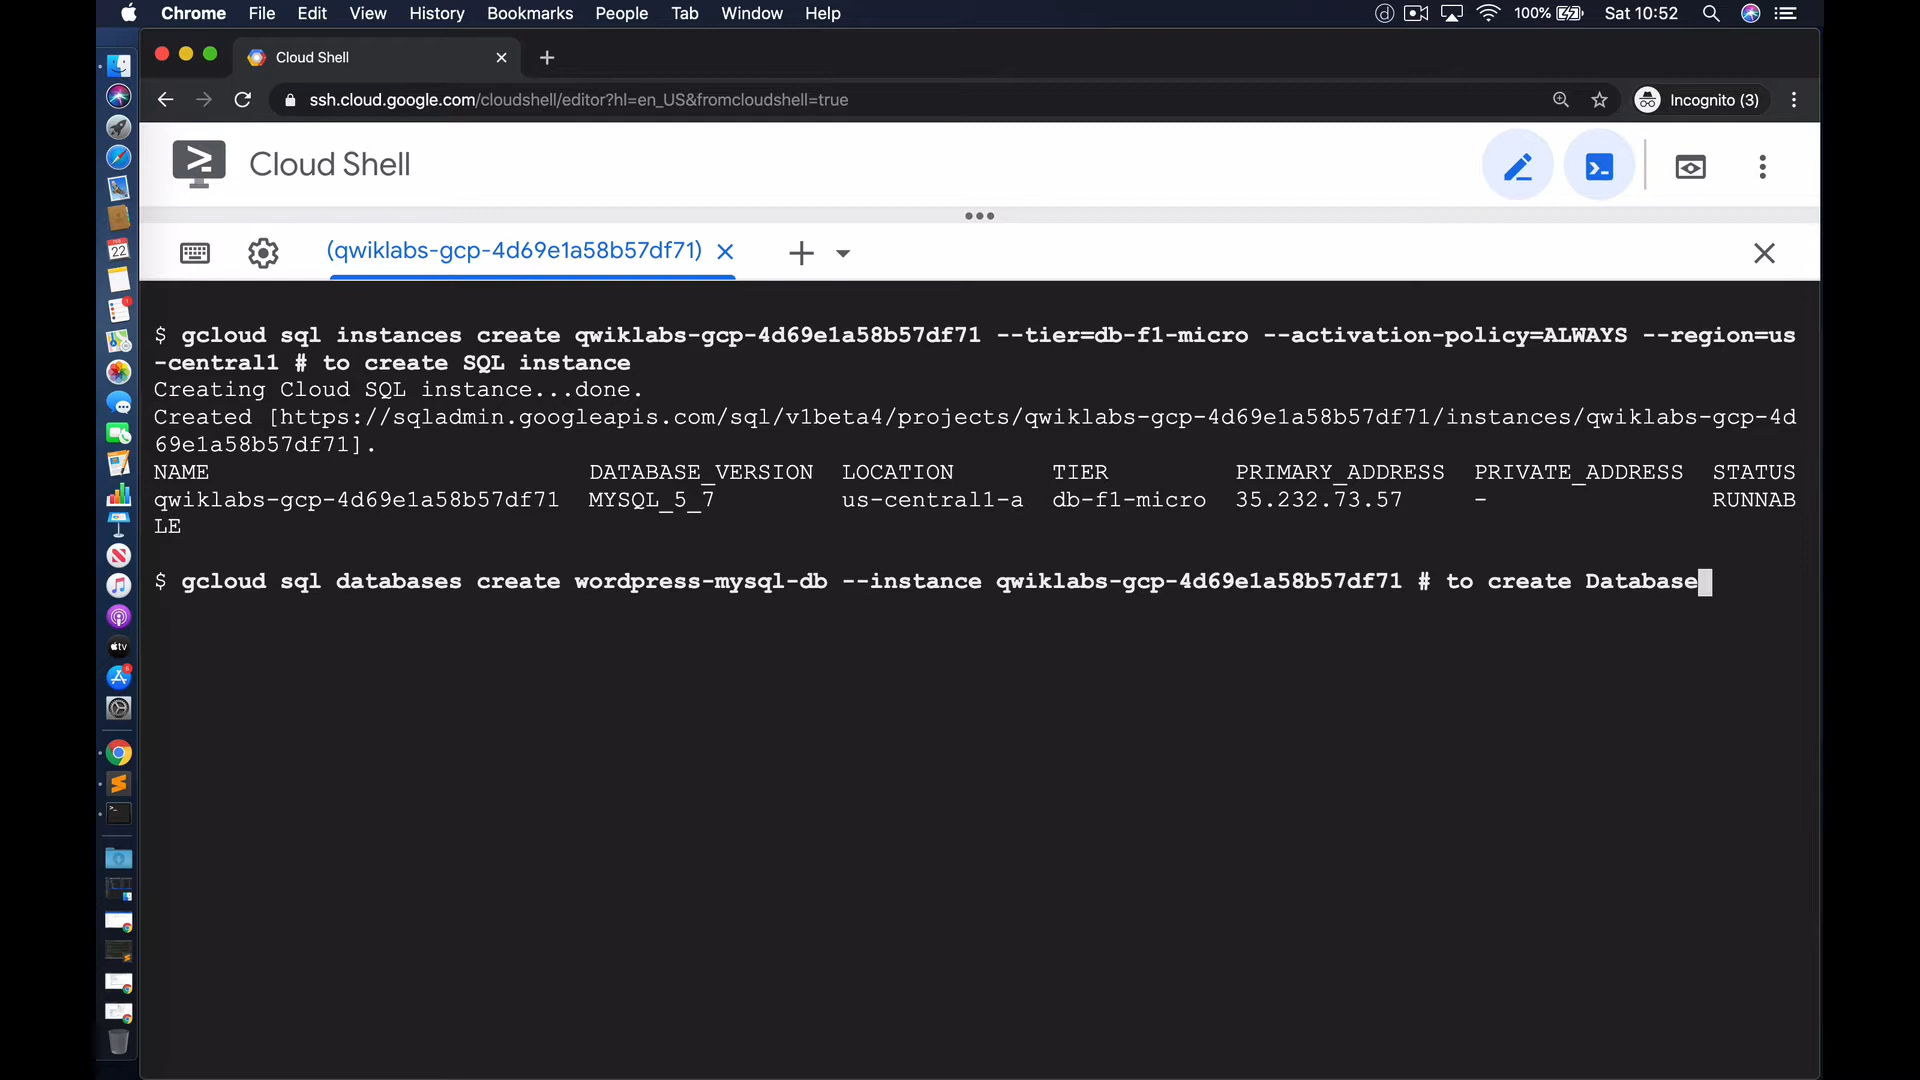 Chrome File Edit View History Bookmarks People Tab Window Help 100% Sat 10:52
Cloud Shell
ssh.cloud.google.com/cloudshell/editor?hl=en_US&fromcloudshell=true Incognito (3)
Cloud Shell
(qwiklabs-gcp-4d69e1a58b57df71)
$ gcloud sql instances create qwiklabs-gcp-4d69e1a58b57df71 --tier=db-f1-micro --activation-policy=ALWAYS --region=us
-central1 # to create SQL instance
Creating Cloud SQL instance...done.
Created [https://sqladmin.googleapis.com/sql/v1beta4/projects/qwiklabs-gcp-4d69e1a58b57df71/instances/qwiklabs-gcp-4d
69e1a58b57df71].
NAME DATABASE_VERSION LOCATION TIER PRIMARY_ADDRESS PRIVATE_ADDRESS STATUS
qwiklabs-gcp-4d69e1a58b57df71 MYSQL_5_7 us-central1-a db-f1-micro 35.232.73.57 - RUNNAB
LE
$ gcloud sql databases create wordpress-mysql-db --instance qwiklabs-gcp-4d69e1a58b57df71 # to create Database
22
tv